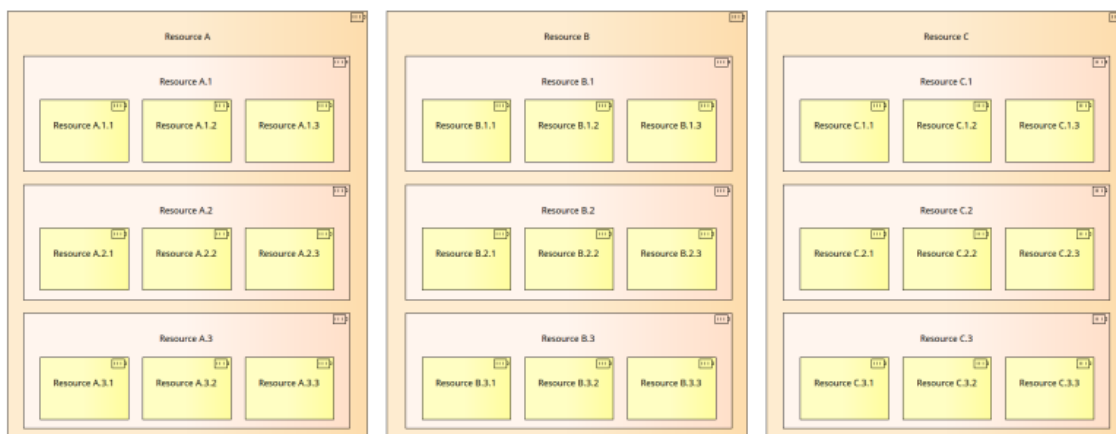 Resource A
Resource A.1
Resource A.1.1 Resource A.1.2 Resource A.1.3
Resource A.2
Resource A.2.1 Resource A.2.2 Resource A.2.3
Resource A.3
Resource A.3.1 Resource A.3.2 Resource A.3.3
Resource B
Resource B.1
Resource B.1.1 Resource B.1.2 Resource B.1.3
Resource B.2
Resource B.2.1 Resource B.2.2 Resource B.2.3
Resource B.3
Resource B.3.1 Resource B.3.2 Resource B.3.3
Resource C
Resource C.1
Resource C.1.1 Resource C.1.2 Resource C.1.3
Resource C.2
Resource C.2.1 Resource C.2.2 Resource C.2.3
Resource C.3
Resource C.3.1 Resource C.3.2 Resource C.3.3